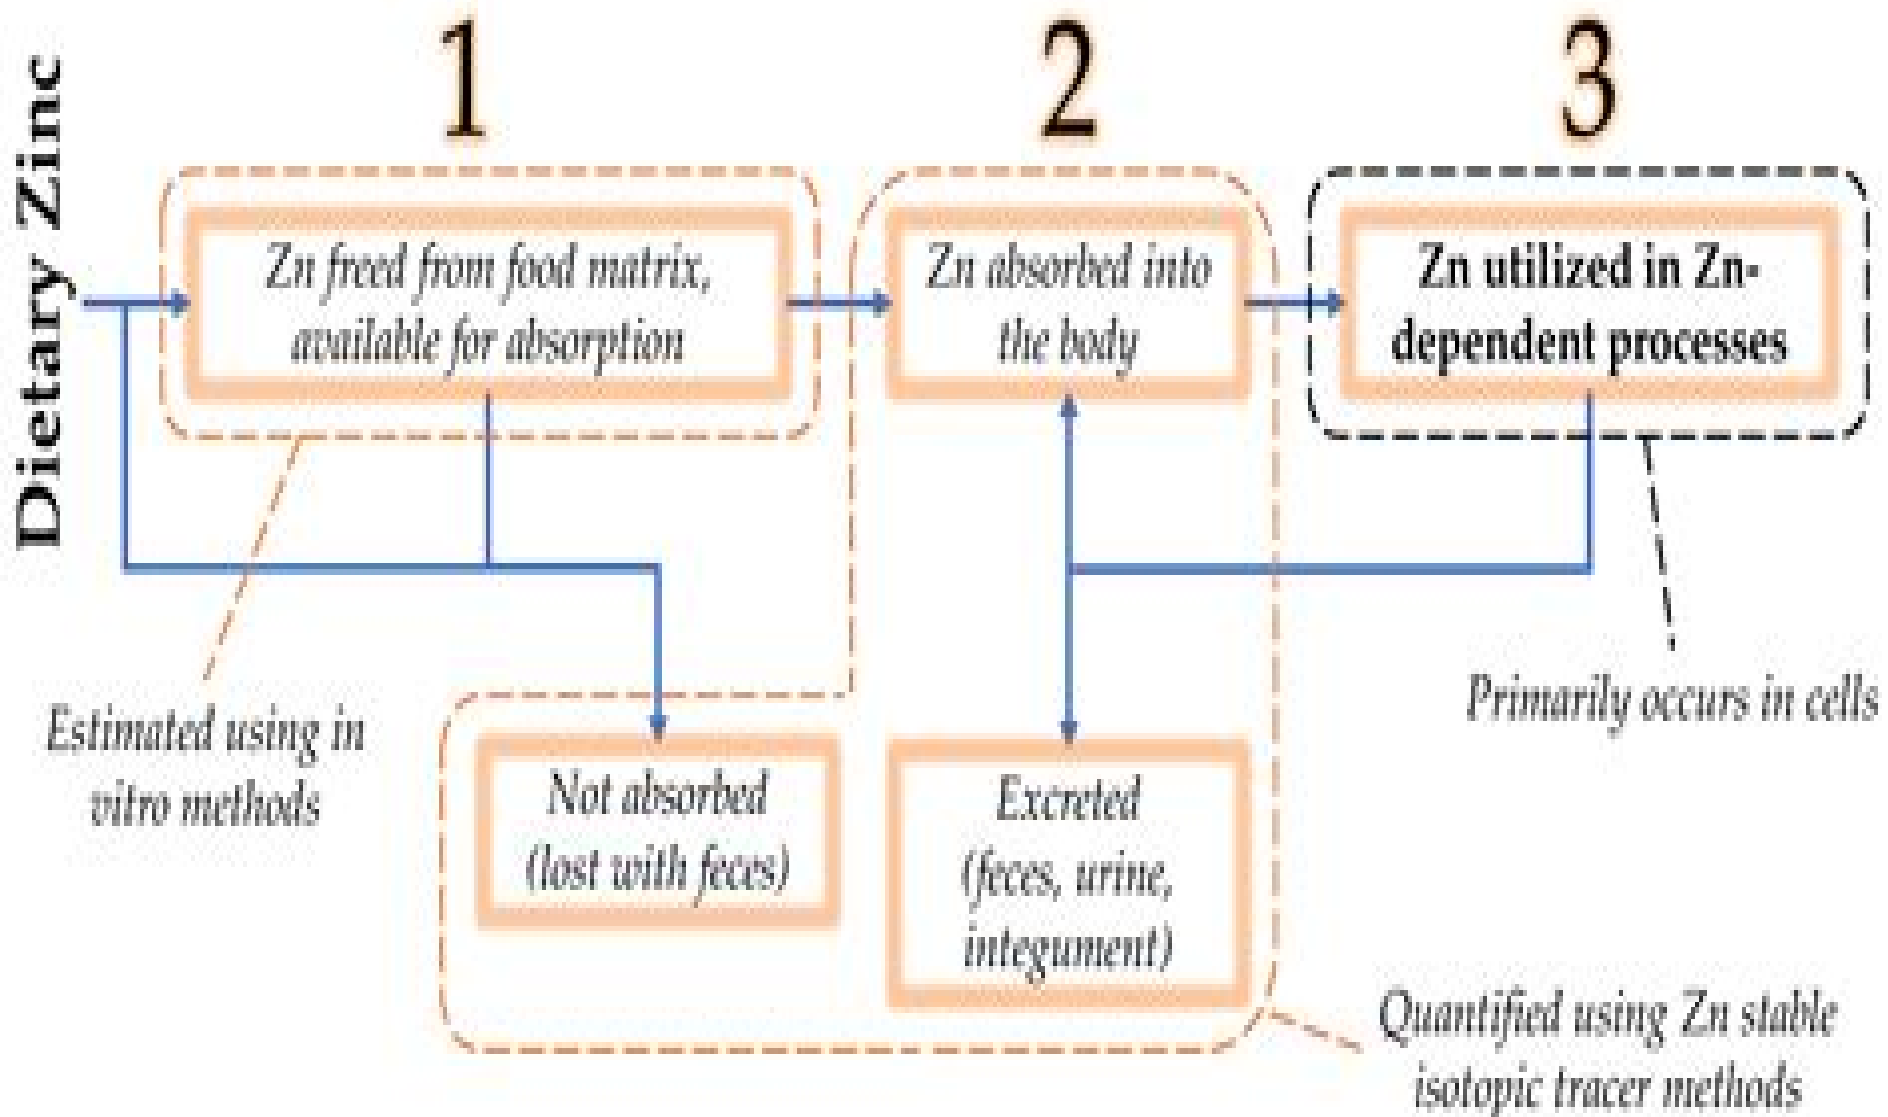 Dietary Zinc
1
2
3
Zn freed from food matrix,
available for absorption
Zn absorbed into
the body
Zn utilized in Zn-
dependent processes
Estimated using in
vitro methods
Not absorbed
(lost with feces)
Excreted
(feces, urine,
integument)
Primarily occurs in cells
Quantified using Zn stable
isotopic tracer methods